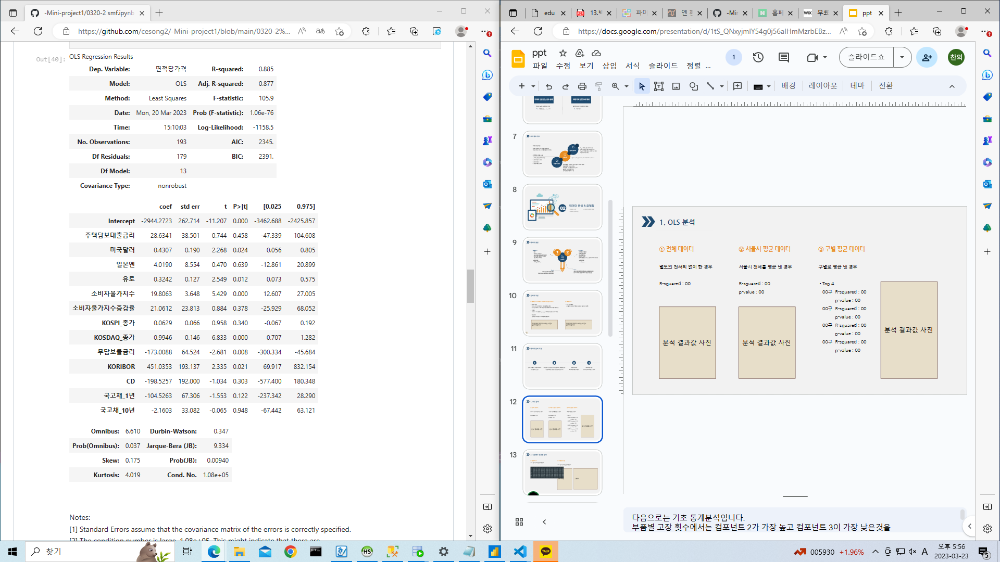 -Mini-project1/0320-2 smf.ipynb
https://github.com/cesong2/-Mini-project1/blob/main/0320-2%...
Out[40]:
OLS Regression Results
Dep. Variable: 면적당가격 R-squared: 0.885
Model: OLS Adj. R-squared: 0.877
Method: Least Squares F-statistic: 105.9
Date: Mon, 20 Mar 2023 Prob (F-statistic): 1.06e-76
Time: 15:10:03 Log-Likelihood: -1158.5
No. Observations: 193 AIC: 2345.
Df Residuals: 179 BIC: 2391.
Df Model: 13
Covariance Type: nonrobust
coef std err t P>|t| [0.025 0.975]
Intercept -2944.2723 262.714 -11.207 0.000 -3462.688 -2425.857
주택담보대출금리 28.6341 38.501 0.744 0.458 -47.339 104.608
미국달러 0.4307 0.190 2.268 0.024 0.056 0.805
일본엔 4.0190 8.554 0.470 0.639 -12.861 20.899
유로 0.3242 0.127 2.549 0.012 0.073 0.575
소비자물가지수 19.8063 3.648 5.429 0.000 12.607 27.005
소비자물가지수증감률 21.0612 23.813 0.884 0.378 -25.929 68.052
KOSPI_종가 0.0629 0.066 0.958 0.340 -0.067 0.192
KOSDAQ_종가 0.9946 0.146 6.833 0.000 0.707 1.282
무담보콜금리 -173.0088 64.524 -2.681 0.008 -300.334 -45.684
KORIBOR 451.0353 193.137 2.335 0.021 69.917 832.154
CD -198.5257 192.000 -1.034 0.303 -577.400 180.348
국고채_1년 -104.5263 67.306 -1.553 0.122 -237.342 28.290
국고채_10년 -2.1603 33.082 -0.065 0.948 -67.442 63.121
Omnibus: 6.610 Durbin-Watson: 0.347
Prob(Omnibus): 0.037 Jarque-Bera (JB): 9.334
Skew: 0.175 Prob(JB): 0.00940
Kurtosis: 4.019 Cond. No. 1.08e+05
Notes:
[1] Standard Errors assume that the covariance matrix of the errors is correctly specified.
[2] The condition number is large, 1.08e+05. This might indicate that there are
edu
13.
파이
엔 환
-Mir
홈페
WIX 무료
ppt
https://docs.google.com/presentation/d/1tS_QNxyjmIY54g0j56aIHmMzrbEBz...
ppt
파일 수정 보기 삽입 서식 슬라이드 정렬 ...
1
슬라이드쇼
찬의
배경 레이아웃 테마 전환
7
8
02 데이터 분석 & 모델링
9
10
11
12
13
1. OLS 분석
① 전체 데이터
별도의 전처리 없이 한 경우
R-squared : 00
분석 결과값 사진
② 서울시 평균 데이터
서울시 전체를 평균 낸 경우
R-squared : 00
p-value : 00
분석 결과값 사진
③ 구별 평균 데이터
구별로 평균 낸 경우
• Top 4
00구 R-squared : 00
p-value : 00
00구 R-squared : 00
p-value : 00
00구 R-squared : 00
p-value : 00
00구 R-squared : 00
p-value : 00
분석 결과값 사진
다음으로는 기초 통계분석입니다.
부품별 고장 횟수에서는 컴포넌트 2가 가장 높고 컴포넌트 3이 가장 낮은것을
찾기
HS
TALK
005930 +1.96%
A
오후 5:56
2023-03-23
5